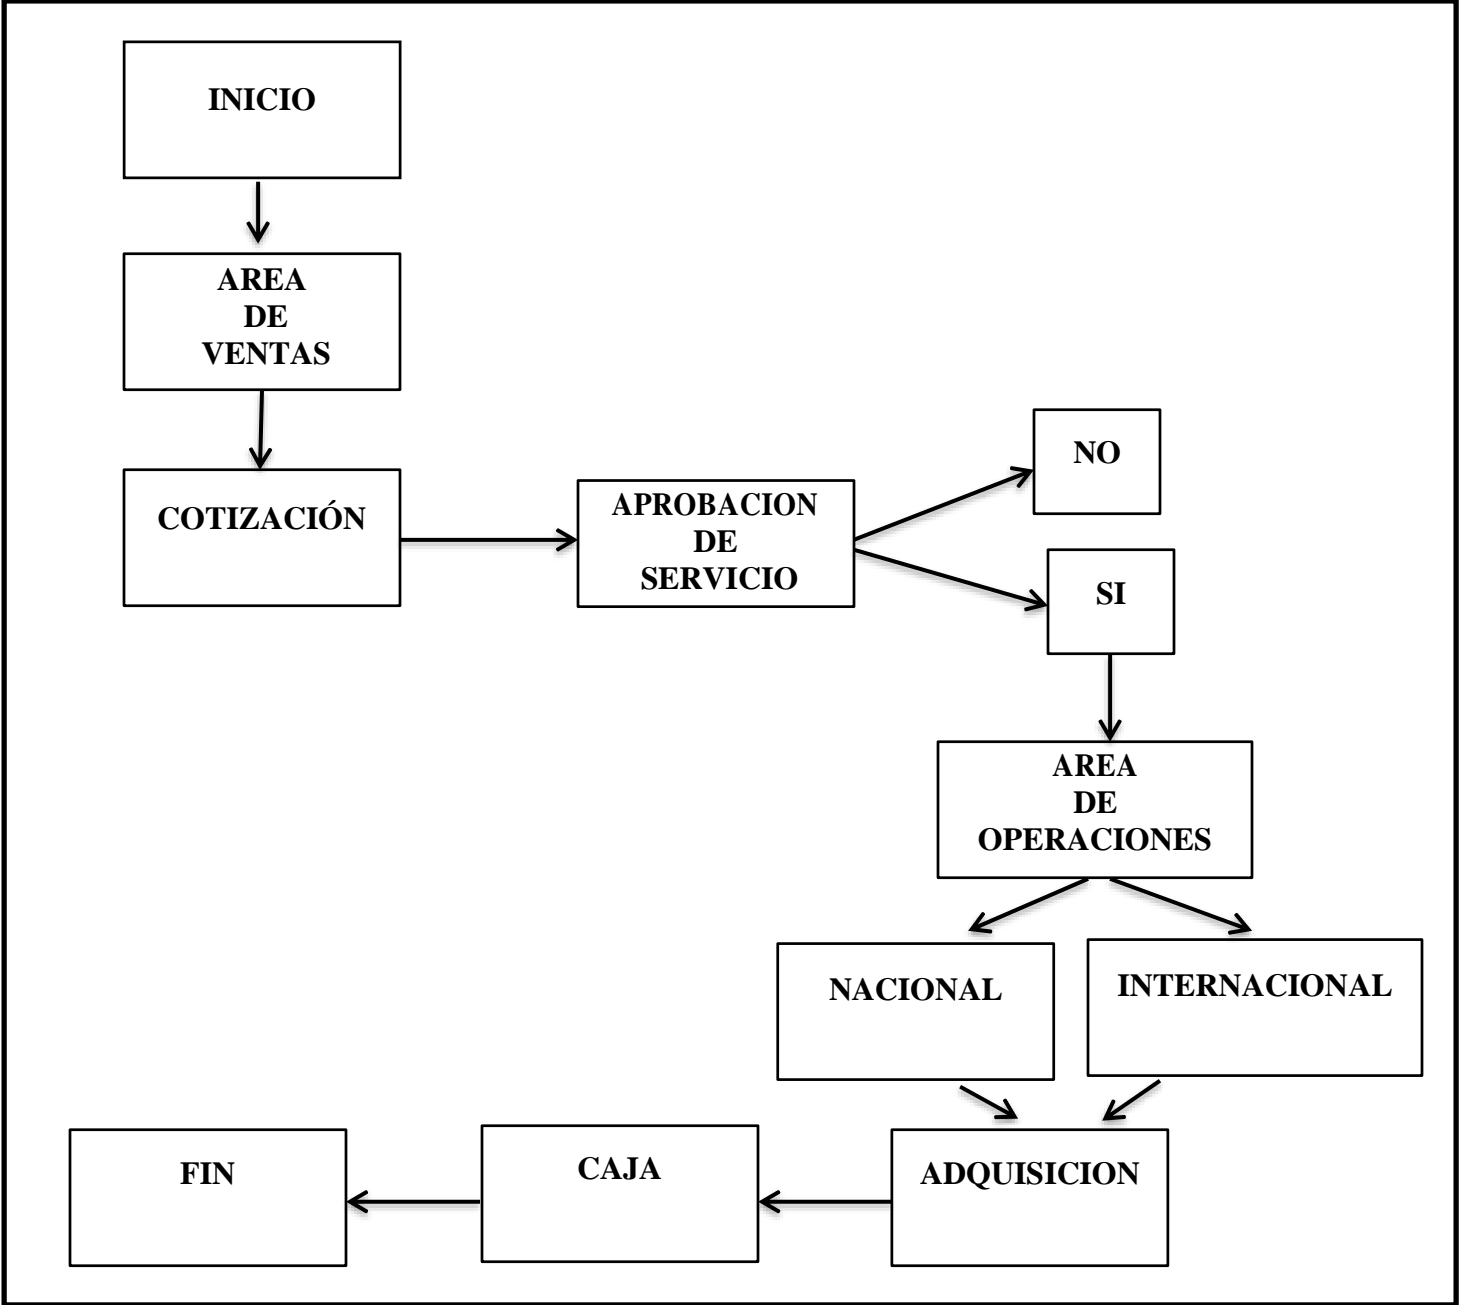 INICIO
AREA
DE
VENTAS
COTIZACIÓN
APROBACION
DE
SERVICIO
NO
SI
AREA
DE
OPERACIONES
NACIONAL
INTERNACIONAL
ADQUISICION
CAJA
FIN